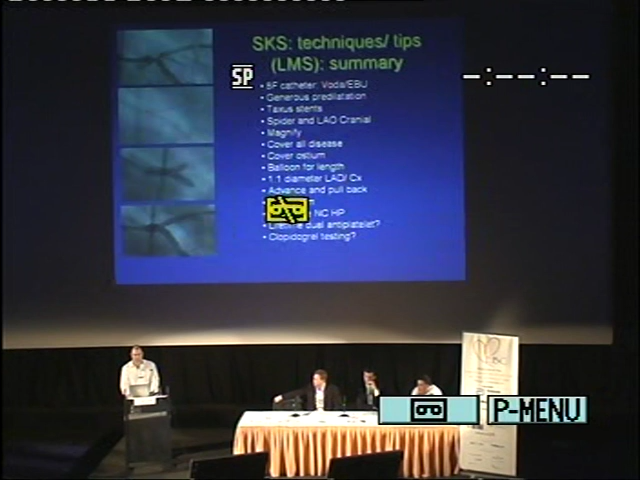 SKS: techniques/ tips
(LMS): summary
SP
--:--:--
• 8F catheter: Voda/EBU
• Generous predilatation
• Taxus stents
• Spider and LAO Cranial
• Magnify
• Cover all disease
• Cover ostium
• Balloon for length
• 1:1 diameter LAD/ Cx
• Advance and pull back
NC HP
• Lifetime dual antiplatelet?
• Clopidogrel testing?
P-MENU